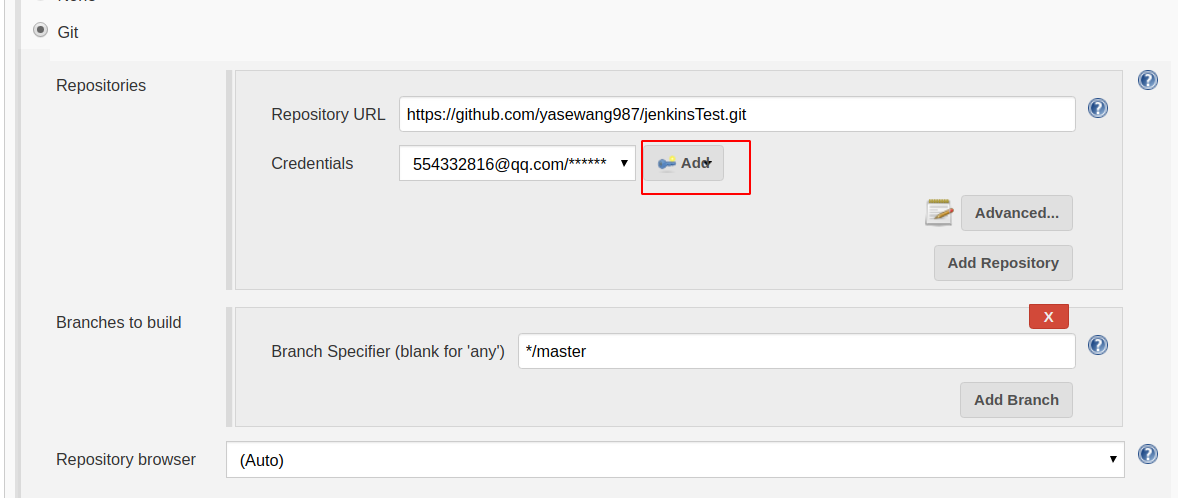 Git
Repositories
Repository URL https://github.com/yasewang987/jenkinsTest.git
Credentials 554332816@qq.com/****** Add
Advanced...
Add Repository
Branches to build
X
Branch Specifier (blank for 'any') */master
Add Branch
Repository browser (Auto)